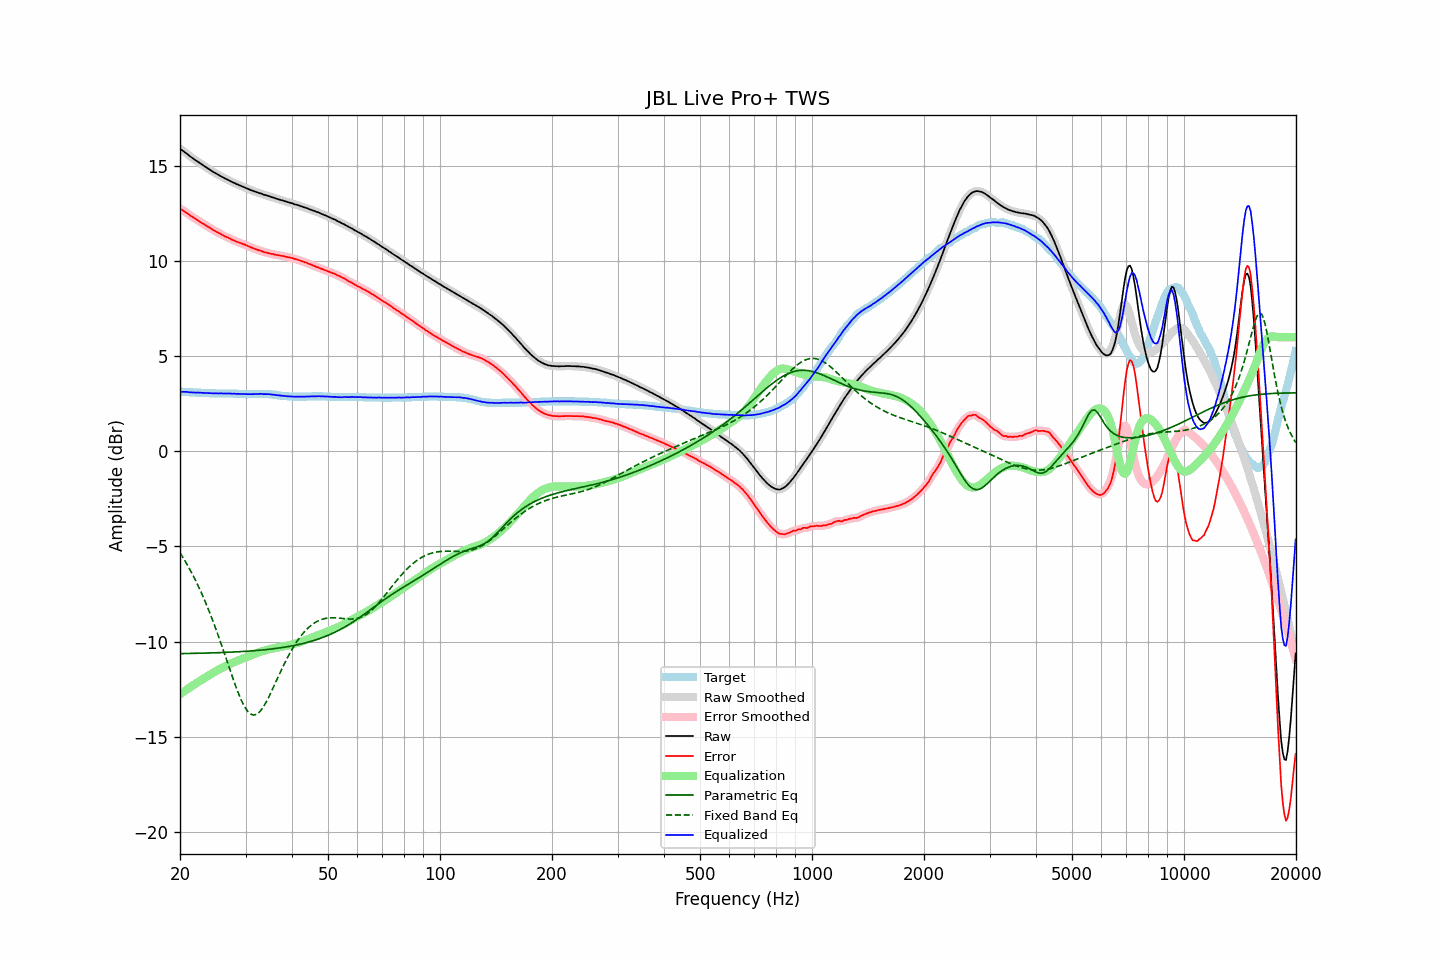 JBL Live Pro+ TWS
Amplitude (dBr)
15
10
5
0
−5
−10
−15
−20
Target
Raw Smoothed
Error Smoothed
Raw
Error
Equalization
Parametric Eq
Fixed Band Eq
Equalized
20 50 100 200 500 1000 2000 5000 10000 20000
Frequency (Hz)